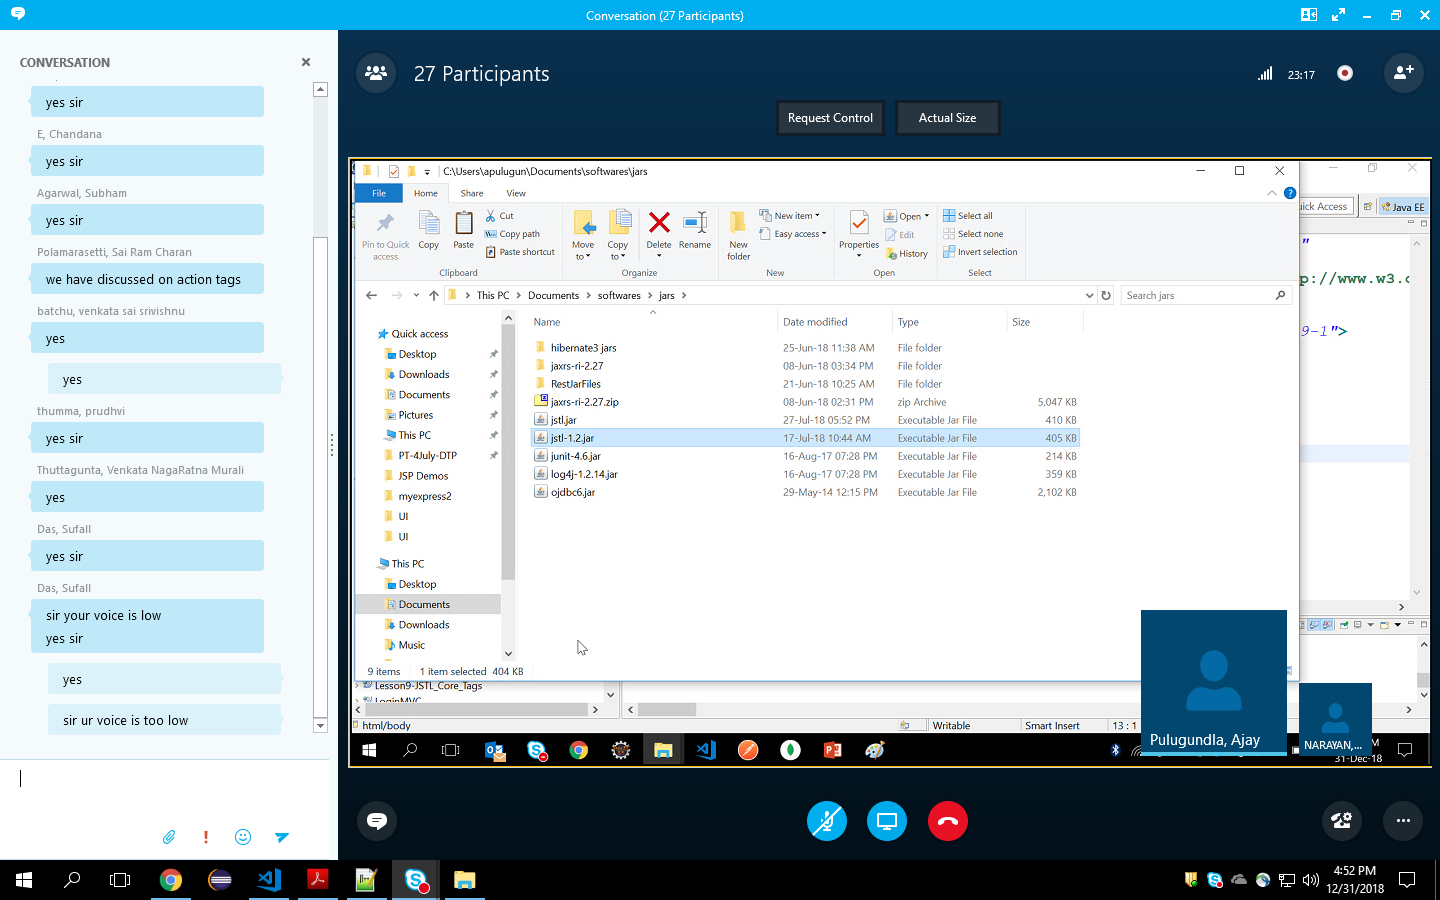 Conversation (27 Participants)
CONVERSATION
yes sir
E, Chandana
yes sir
Agarwal, Subham
yes sir
Polamarasetti, Sai Ram Charan
we have discussed on action tags
batchu, venkata sai srivishnu
yes
yes
thumma, prudhvi
yes sir
Thuttagunta, Venkata NagaRatna Murali
yes
Das, Sufall
yes sir
Das, Sufall
sir your voice is low
yes sir
yes
sir ur voice is too low
27 Participants
23:17
Request Control
Actual Size
C:\Users\apulugun\Documents\softwares\jars
File Home Share View
Pin to Quick access
Copy
Paste
Cut
Copy path
Paste shortcut
Clipboard
Move to
Copy to
Delete
Rename
Organize
New folder
New item
Easy access
New
Properties
Open
Edit
History
Open
Select all
Select none
Invert selection
Select
This PC > Documents > softwares > jars >
Search jars
Quick access
Desktop
Downloads
Documents
Pictures
This PC
PT-4July-DTP
JSP Demos
myexpress2
UI
UI
This PC
Desktop
Documents
Downloads
Music
Name Date modified Type Size
hibernate3 jars 25-Jun-18 11:38 AM File folder
jaxrs-ri-2.27 08-Jun-18 03:34 PM File folder
RestJarFiles 21-Jun-18 10:25 AM File folder
jaxrs-ri-2.27.zip 08-Jun-18 02:31 PM zip Archive 5,047 KB
jstl.jar 27-Jul-18 05:52 PM Executable Jar File 410 KB
jstl-1.2.jar 17-Jul-18 10:44 AM Executable Jar File 405 KB
junit-4.6.jar 16-Aug-17 07:28 PM Executable Jar File 214 KB
log4j-1.2.14.jar 16-Aug-17 07:28 PM Executable Jar File 359 KB
ojdbc6.jar 29-May-14 12:15 PM Executable Jar File 2,102 KB
9 items 1 item selected 404 KB
Access
Java EE
"
p://www.w3.c
9-1">
Lesson9-JSTL_Core_Tags
LoginMVC
html/body
Writable
Smart Insert
13 : 1
Pulugundla, Ajay
NARAYAN,...
31-Dec-18
4:52 PM
12/31/2018